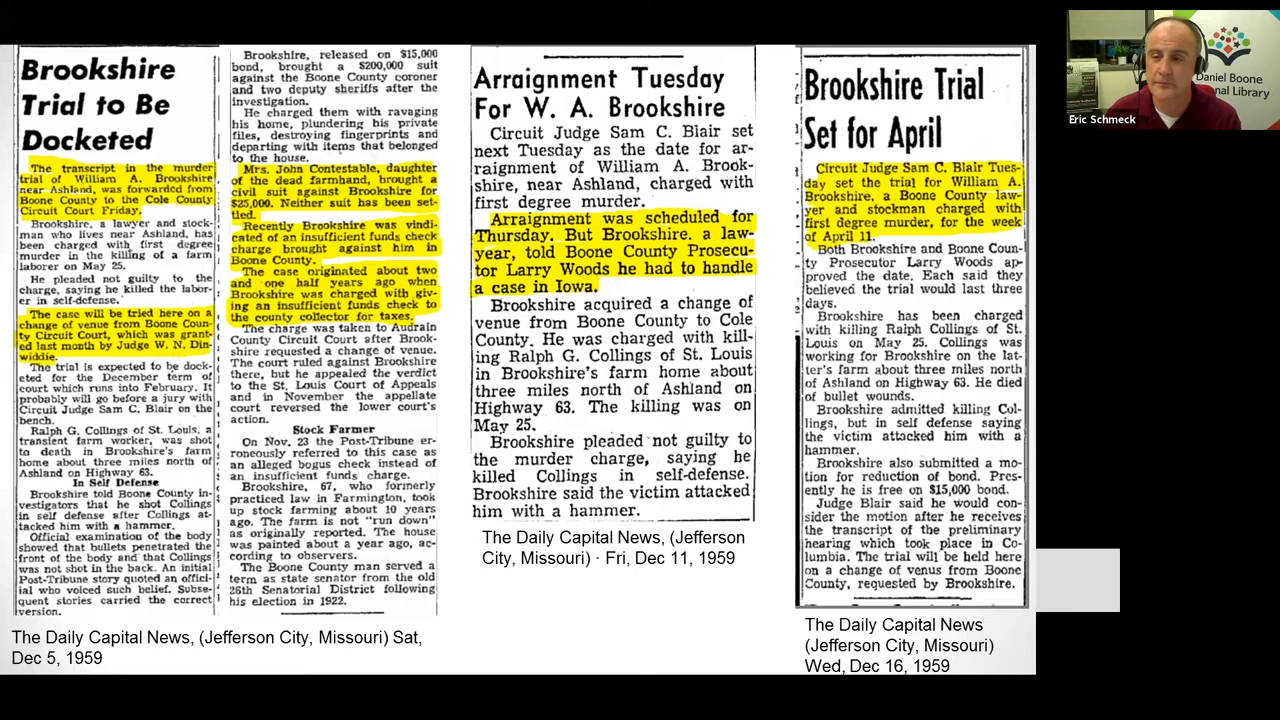 Brookshire
Trial to Be
Docketed
The transcript in the murder
trial of William A. Brookshire
near Ashland, was forwarded from
Boone County to the Cole County
Circuit Court Friday.
Brookshire, a lawyer and stock-
man who lives near Ashland, has
been charged with first degree
murder in the killing of a farm
laborer on May 25.
He pleaded not guilty to the
charge, saying he killed the labor-
er in self-defense.
The case will be tried here on a
change of venue from Boone Coun-
ty Circuit Court, which was grant-
ed last month by Judge W. N. Din-
widdie.
The trial is expected to be dock-
eted for the December term of
court which runs into February. It
probably will go before a jury with
Circuit Judge Sam C. Blair on the
bench.
Ralph G. Collings of St. Louis, a
transient farm worker, was shot
to death in Brookshire's farm
home about three miles north of
Ashland on Highway 63.
In Self Defense
Brookshire told Boone County in-
vestigators that he shot Collings
in self defense after Collings at-
tacked him with a hammer.
Official examination of the body
showed that bullets penetrated the
front of the body and that Collings
was not shot in the back. An initial
Post-Tribune story quoted an offici-
al who voiced such belief. Subse-
quent stories carried the correct
version.
Brookshire, released on $15,000
bond, brought a $200,000 suit
against the Boone County coroner
and two deputy sheriffs after the
investigation.
He charged them with ravaging
his home, plundering his private
files, destroying fingerprints and
departing with items that belonged
to the house.
Mrs. John Contestable, daughter
of the dead farmhand, brought a
civil suit against Brookshire for
$25,000. Neither suit has been set-
tled.
Recently Brookshire was vindi-
cated of an insufficient funds check
charge brought against him in
Boone County.
The case originated about two
and one half years ago when
Brookshire was charged with giv-
ing an insufficient funds check to
the county collector for taxes.
The charge was taken to Audrain
County Circuit Court after Brook-
shire requested a change of venue.
The court ruled against Brookshire
there, but he appealed the verdict
to the St. Louis Court of Appeals
and in November the appellate
court reversed the lower court's
action.
Stock Farmer
On Nov. 23 the Post-Tribune er-
roneously referred to this case as
an alleged bogus check instead of
an insufficient funds charge.
Brookshire, 67, who formerly
practiced law in Farmington, took
up stock farming about 10 years
ago. The farm is not "run down"
as originally reported. The house
was painted about a year ago, ac-
cording to observers.
The Boone County man served a
term as state senator from the old
26th Senatorial District following
his election in 1922.
The Daily Capital News, (Jefferson City, Missouri) Sat,
Dec 5, 1959
Arraignment Tuesday
For W. A. Brookshire
Circuit Judge Sam C. Blair set
next Tuesday as the date for ar-
raignment of William A. Brook-
shire, near Ashland, charged with
first degree murder.
Arraignment was scheduled for
Thursday. But Brookshire, a law-
year, told Boone County Prosecu-
tor Larry Woods he had to handle
a case in Iowa.
Brookshire acquired a change of
venue from Boone County to Cole
County. He was charged with kill-
ing Ralph G. Collings of St. Louis
in Brookshire's farm home about
three miles north of Ashland on
Highway 63. The killing was on
May 25.
Brookshire pleaded not guilty to
the murder charge, saying he
killed Collings in self-defense.
Brookshire said the victim attacked
him with a hammer.
The Daily Capital News, (Jefferson
City, Missouri) · Fri, Dec 11, 1959
Brookshire Trial
Set for April
Circuit Judge Sam C. Blair Tues-
day set the trial for William A.
Brookshire, a Boone County law-
yer and stockman charged with
first degree murder, for the week
of April 11.
Both Brookshire and Boone Coun-
ty Prosecutor Larry Woods ap-
proved the date. Each said they
believed the trial would last three
days.
Brookshire has been charged
with killing Ralph Collings of St.
Louis on May 25. Collings was
working for Brookshire on the lat-
ter's farm about three miles north
of Ashland on Highway 63. He died
of bullet wounds.
Brookshire admitted killing Col-
lings, but in self defense saying
the victim attacked him with a
hammer.
Brookshire also submitted a mo-
tion for reduction of bond. Pres-
ently he is free on $15,000 bond.
Judge Blair said he would con-
sider the motion after he receives
the transcript of the preliminary
hearing which took place in Co-
lumbia. The trial will be held here
on a change of venue from Boone
County, requested by Brookshire.
The Daily Capital News
(Jefferson City, Missouri)
Wed, Dec 16, 1959
Daniel Boone
nal Library
Eric Schmeck